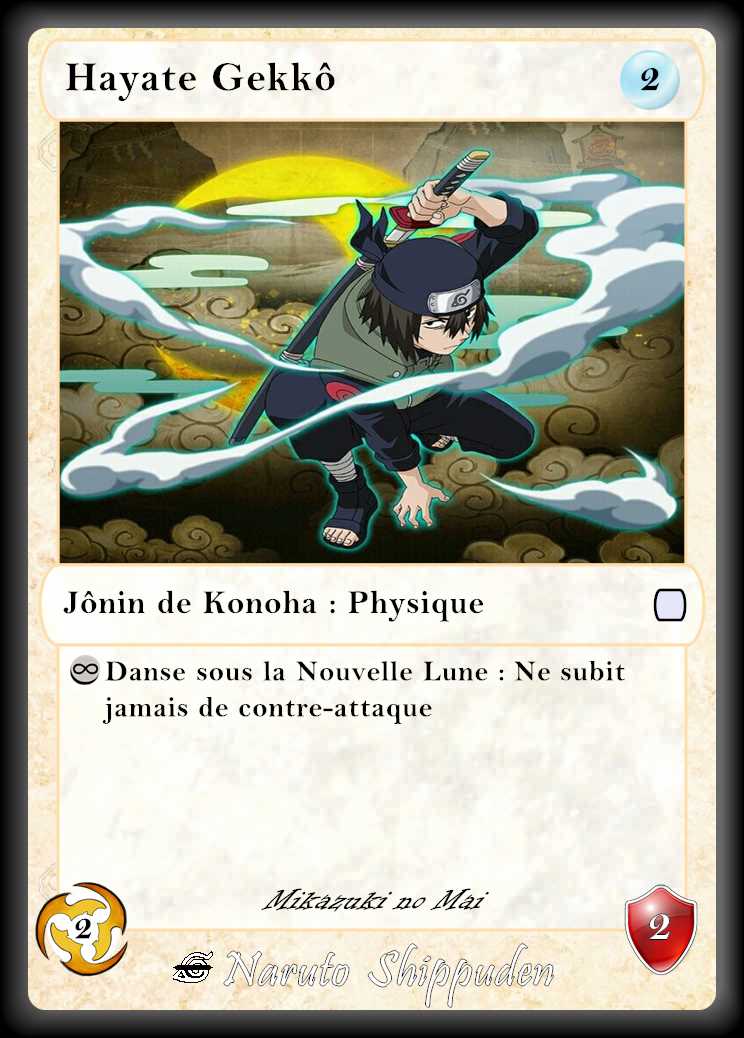 Hayate Gekkô
2
Jônin de Konoha : Physique
∞ Danse sous la Nouvelle Lune : Ne subit
jamais de contre-attaque
Mikazuki no Mai
2
2
Naruto Shippuden